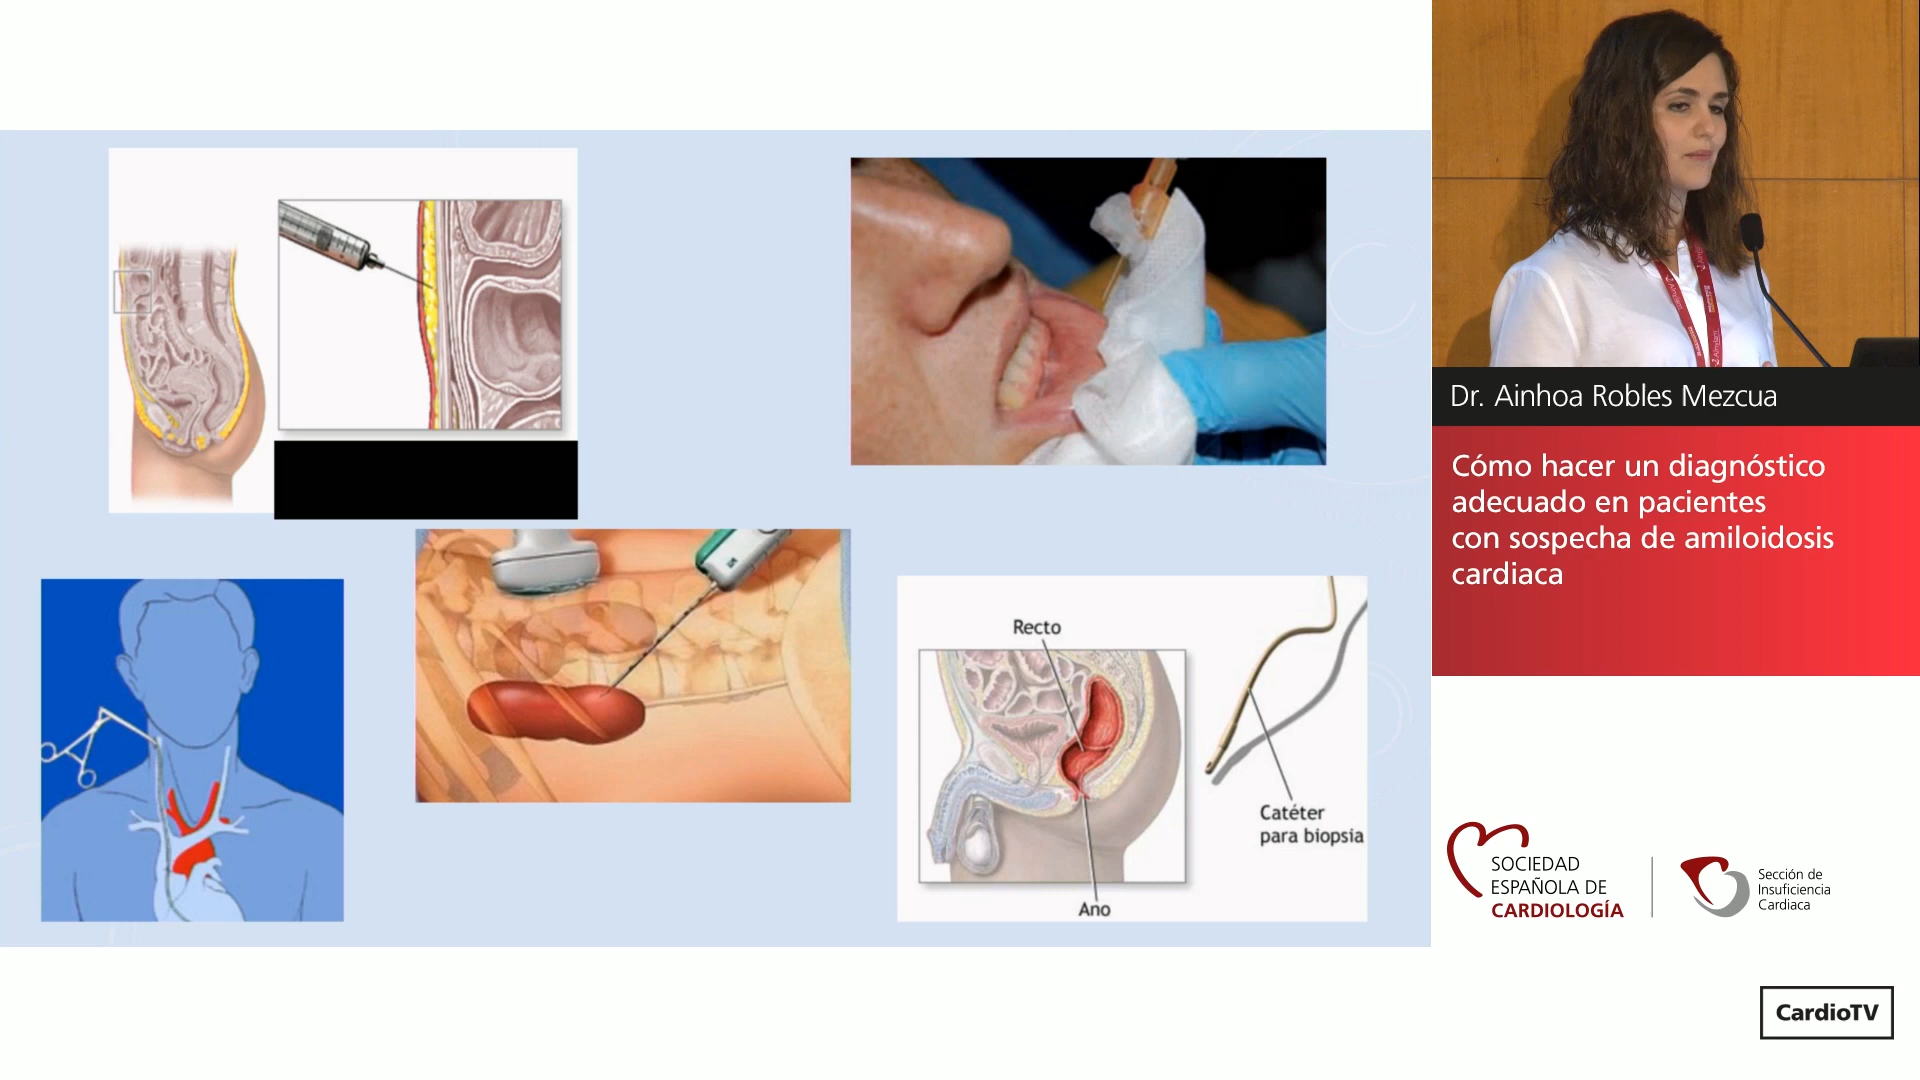 Recto
Catéter
para biopsia
Ano
Dr. Ainhoa Robles Mezcua
Cómo hacer un diagnóstico
adecuado en pacientes
con sospecha de amiloidosis
cardiaca
SOCIEDAD
ESPAÑOLA DE
CARDIOLOGÍA
Sección de
Insuficiencia
Cardiaca
CardioTV